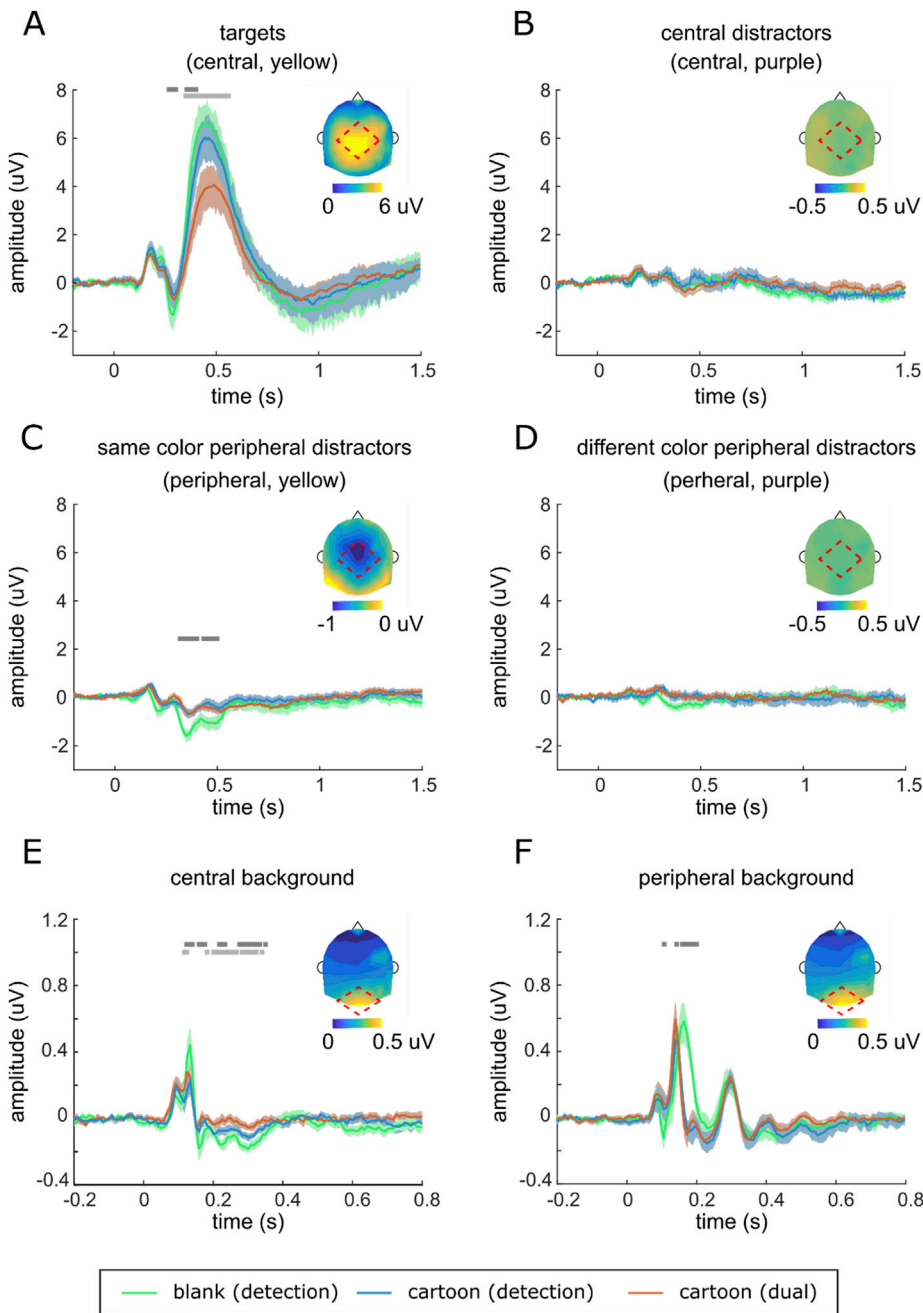 A
targets
(central, yellow)
8
6
4
2
0
-2
amplitude (uV)
0 6 uV
0 0.5 1 1.5
time (s)
B
central distractors
(central, purple)
8
6
4
2
0
-2
amplitude (uV)
-0.5 0.5 uV
0 0.5 1 1.5
time (s)
C
same color peripheral distractors
(peripheral, yellow)
8
6
4
2
0
-2
amplitude (uV)
-1 0 uV
0 0.5 1 1.5
time (s)
D
different color peripheral distractors
(perheral, purple)
8
6
4
2
0
-2
amplitude (uV)
-0.5 0.5 uV
0 0.5 1 1.5
time (s)
E
central background
1.2
0.8
0.4
0
-0.4
amplitude (uV)
0 0.5 uV
-0.2 0 0.2 0.4 0.6 0.8
time (s)
F
peripheral background
1.2
0.8
0.4
0
-0.4
amplitude (uV)
0 0.5 uV
-0.2 0 0.2 0.4 0.6 0.8
time (s)
blank (detection) cartoon (detection) cartoon (dual)